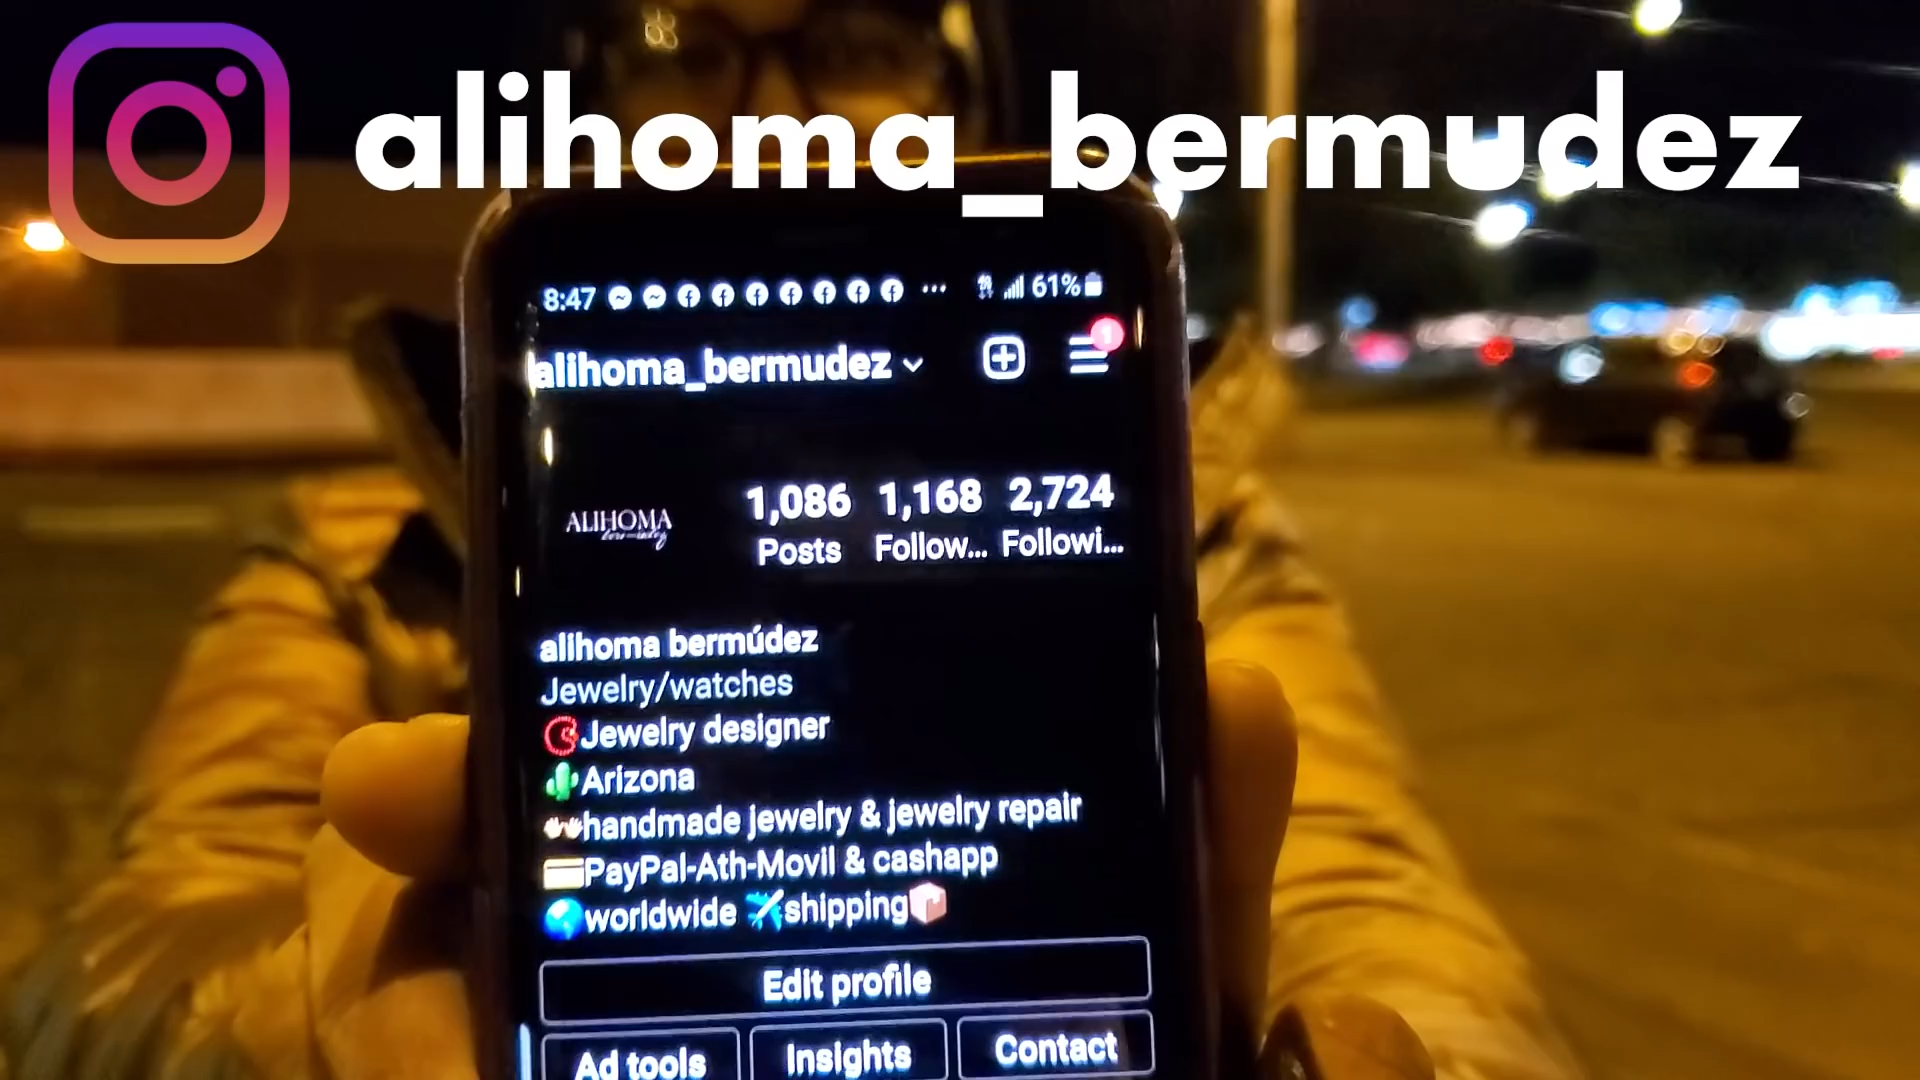 alihoma_bermudez
8:47 ... 61%
alihoma_bermudez
1
1,086 1,168 2,724
Posts Follow... Followi...
ALIHOMA
bermudez
alihoma bermúdez
Jewelry/watches
Jewelry designer
Arizona
handmade jewelry & jewelry repair
PayPal-Ath-Movil & cashapp
worldwide shipping
Edit profile
Ad tools Insights Contact